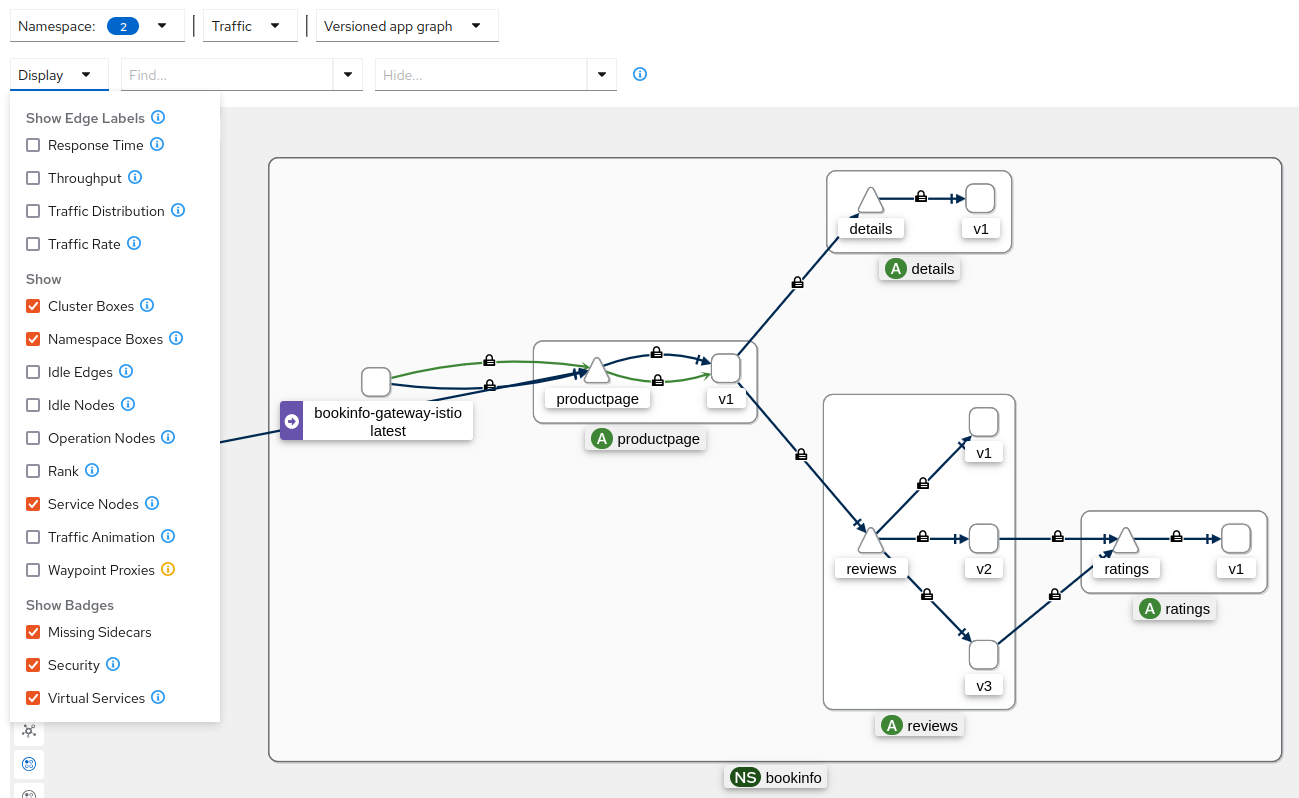 Namespace: 2
Traffic
Versioned app graph
Display
Find...
Hide...
Show Edge Labels
Response Time
Throughput
Traffic Distribution
Traffic Rate
Show
Cluster Boxes
Namespace Boxes
Idle Edges
Idle Nodes
Operation Nodes
Rank
Service Nodes
Traffic Animation
Waypoint Proxies
Show Badges
Missing Sidecars
Security
Virtual Services
bookinfo-gateway-istio
latest
productpage
v1
A productpage
details
v1
A details
reviews
v1
v2
v3
A reviews
ratings
v1
A ratings
NS bookinfo